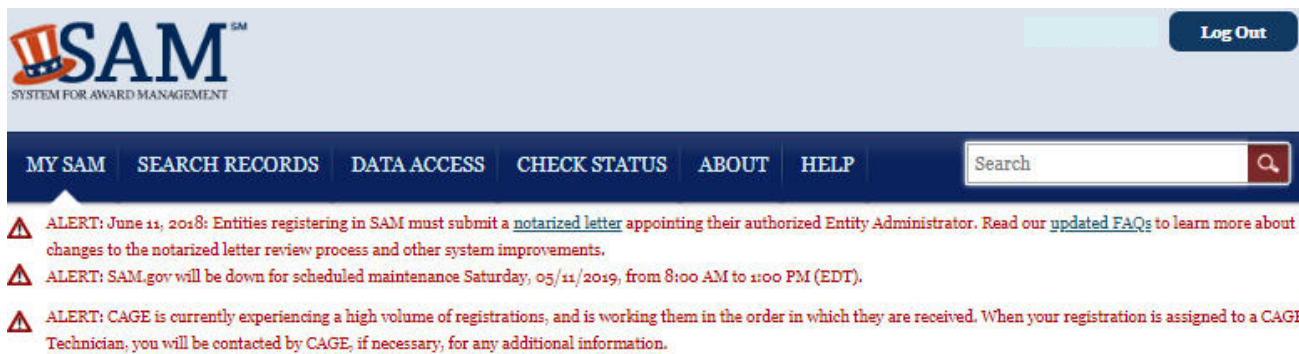 USAM SM
SYSTEM FOR AWARD MANAGEMENT
Log Out
MY SAM SEARCH RECORDS DATA ACCESS CHECK STATUS ABOUT HELP Search
ALERT: June 11, 2018: Entities registering in SAM must submit a notarized letter appointing their authorized Entity Administrator. Read our updated FAQs to learn more about
changes to the notarized letter review process and other system improvements.
ALERT: SAM.gov will be down for scheduled maintenance Saturday, 05/11/2019, from 8:00 AM to 1:00 PM (EDT).
ALERT: CAGE is currently experiencing a high volume of registrations, and is working them in the order in which they are received. When your registration is assigned to a CAGE
Technician, you will be contacted by CAGE, if necessary, for any additional information.